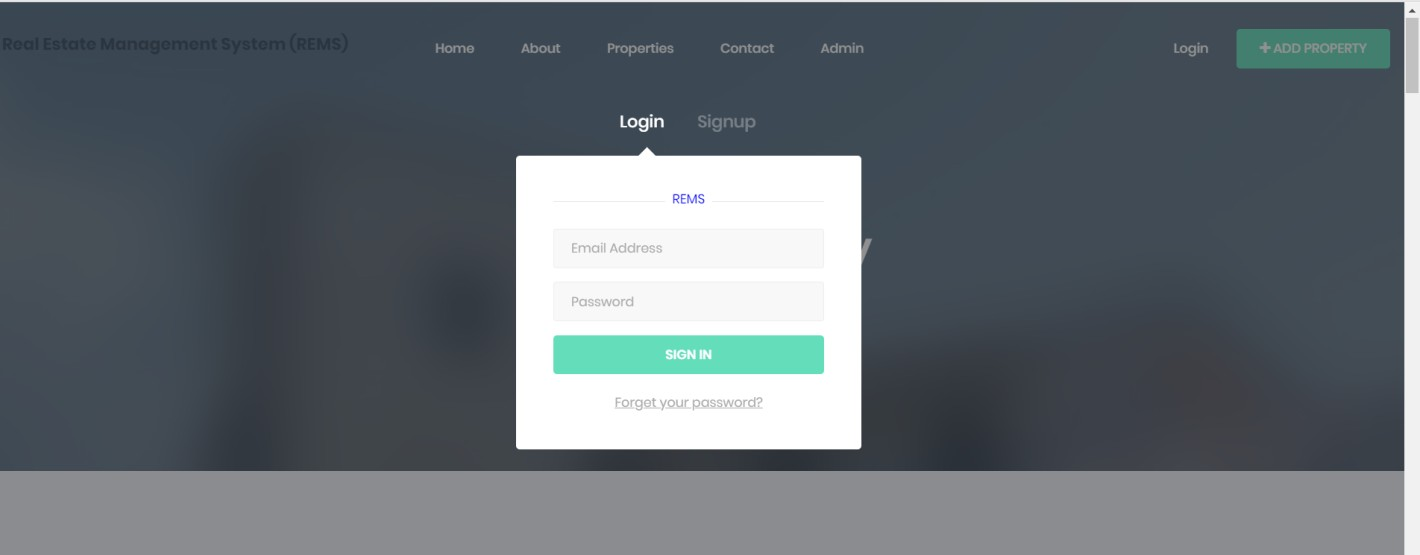 Real Estate Management System (REMS)
Home About Properties Contact Admin
Login + ADD PROPERTY
Login Signup
REMS
Email Address
Password
SIGN IN
Forget your password?